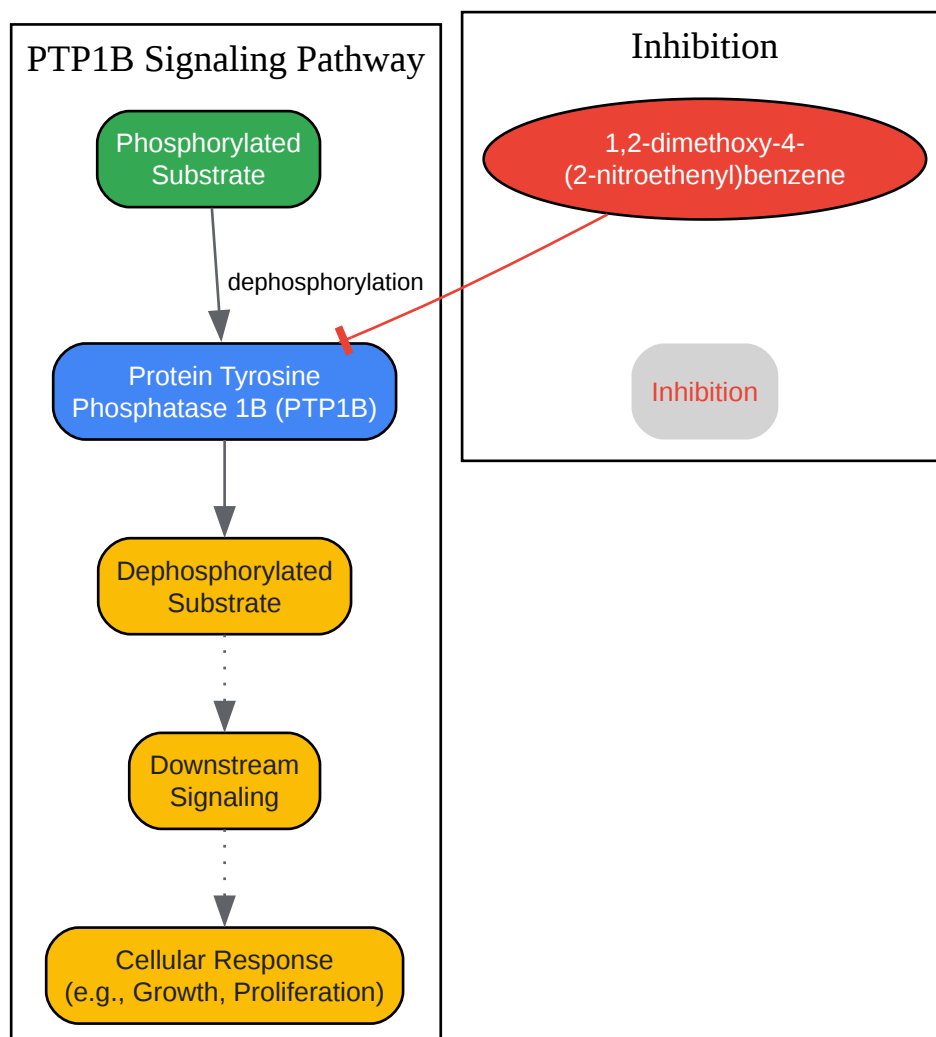 PTP1B Signaling Pathway
Phosphorylated
Substrate
dephosphorylation
Protein Tyrosine
Phosphatase 1B (PTP1B)
Dephosphorylated
Substrate
Downstream
Signaling
Cellular Response
(e.g., Growth, Proliferation)
Inhibition
1,2-dimethoxy-4-
(2-nitroethenyl)benzene
Inhibition